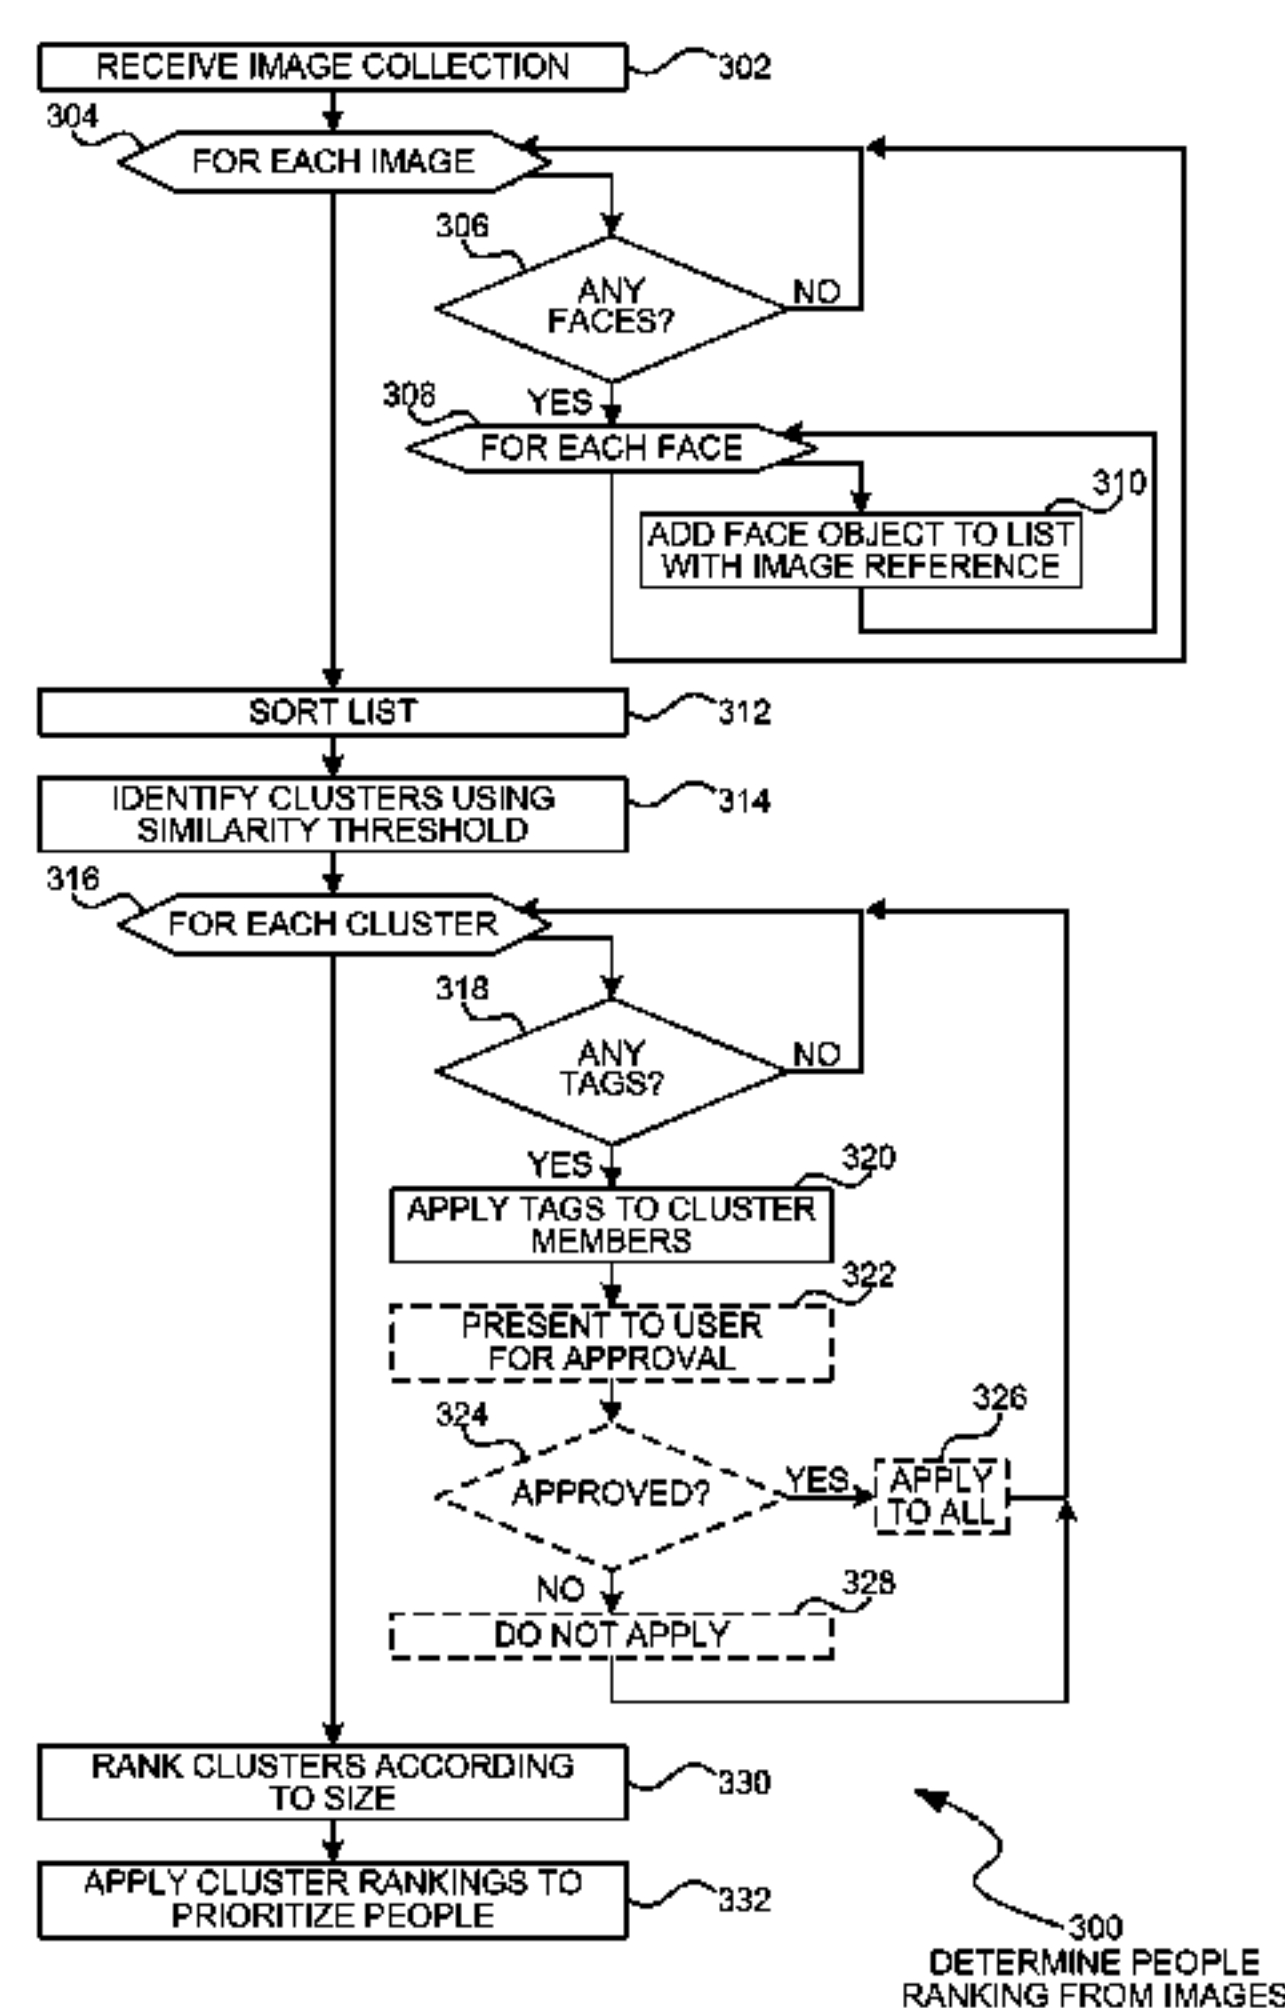 RECEIVE IMAGE COLLECTION
302
304
FOR EACH IMAGE
306
ANY
FACES?
NO
YES
308
FOR EACH FACE
310
ADD FACE OBJECT TO LIST
WITH IMAGE REFERENCE
SORT LIST
312
IDENTIFY CLUSTERS USING
SIMILARITY THRESHOLD
314
316
FOR EACH CLUSTER
318
ANY
TAGS?
NO
YES
320
APPLY TAGS TO CLUSTER
MEMBERS
322
PRESENT TO USER
FOR APPROVAL
324
APPROVED?
YES
326
APPLY
TO ALL
NO
328
DO NOT APPLY
RANK CLUSTERS ACCORDING
TO SIZE
330
APPLY CLUSTER RANKINGS TO
PRIORITIZE PEOPLE
332
300
DETERMINE PEOPLE
RANKING FROM IMAGES